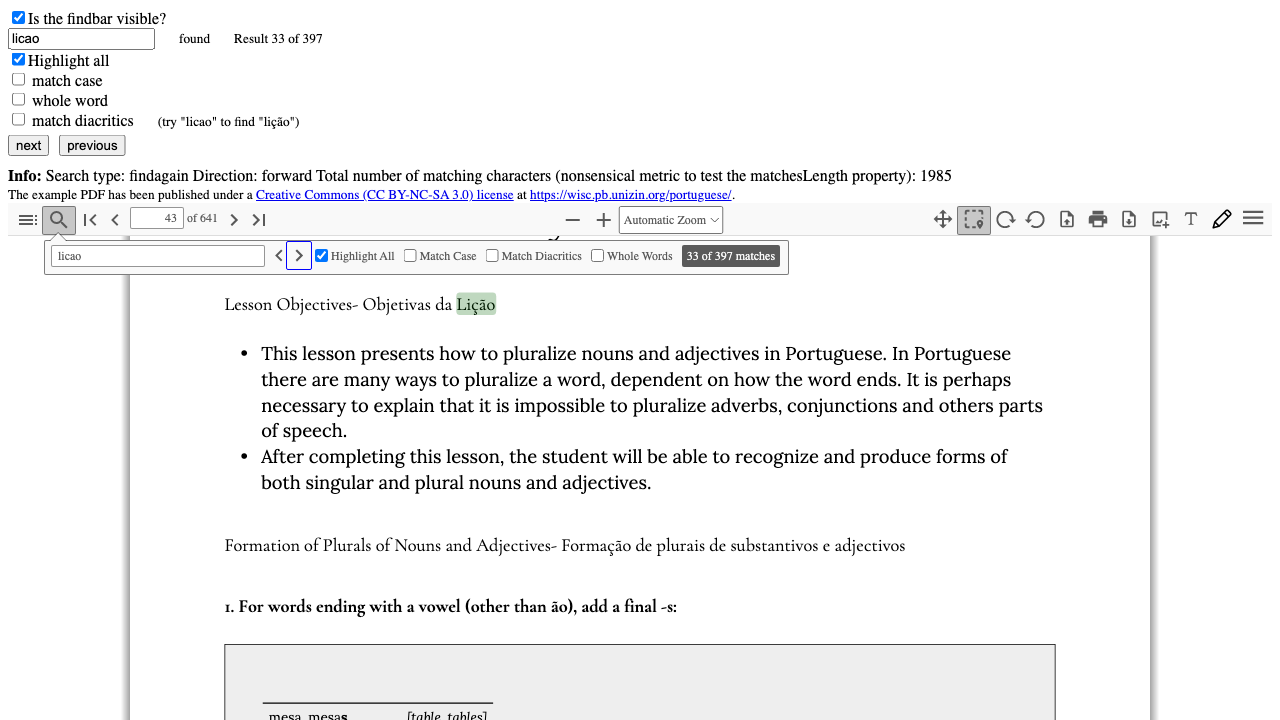 Is the findbar visible?
licao found Result 33 of 397
Highlight all
match case
whole word
match diacritics (try "licao" to find "lição")
next previous
Info: Search type: findagain Direction: forward Total number of matching characters (nonsensical metric to test the matchesLength property): 1985
The example PDF has been published under a Creative Commons (CC BY-NC-SA 3.0) license at https://wisc.pb.unizin.org/portuguese/.
43 of 641 Automatic Zoom
licao Highlight All Match Case Match Diacritics Whole Words 33 of 397 matches
Lesson Objectives- Objetivas da Lição
• This lesson presents how to pluralize nouns and adjectives in Portuguese. In Portuguese
there are many ways to pluralize a word, dependent on how the word ends. It is perhaps
necessary to explain that it is impossible to pluralize adverbs, conjunctions and others parts
of speech.
• After completing this lesson, the student will be able to recognize and produce forms of
both singular and plural nouns and adjectives.
Formation of Plurals of Nouns and Adjectives- Formação de plurais de substantivos e adjectivos
1. For words ending with a vowel (other than ão), add a final -s:
mesa, mesas [table, tables]